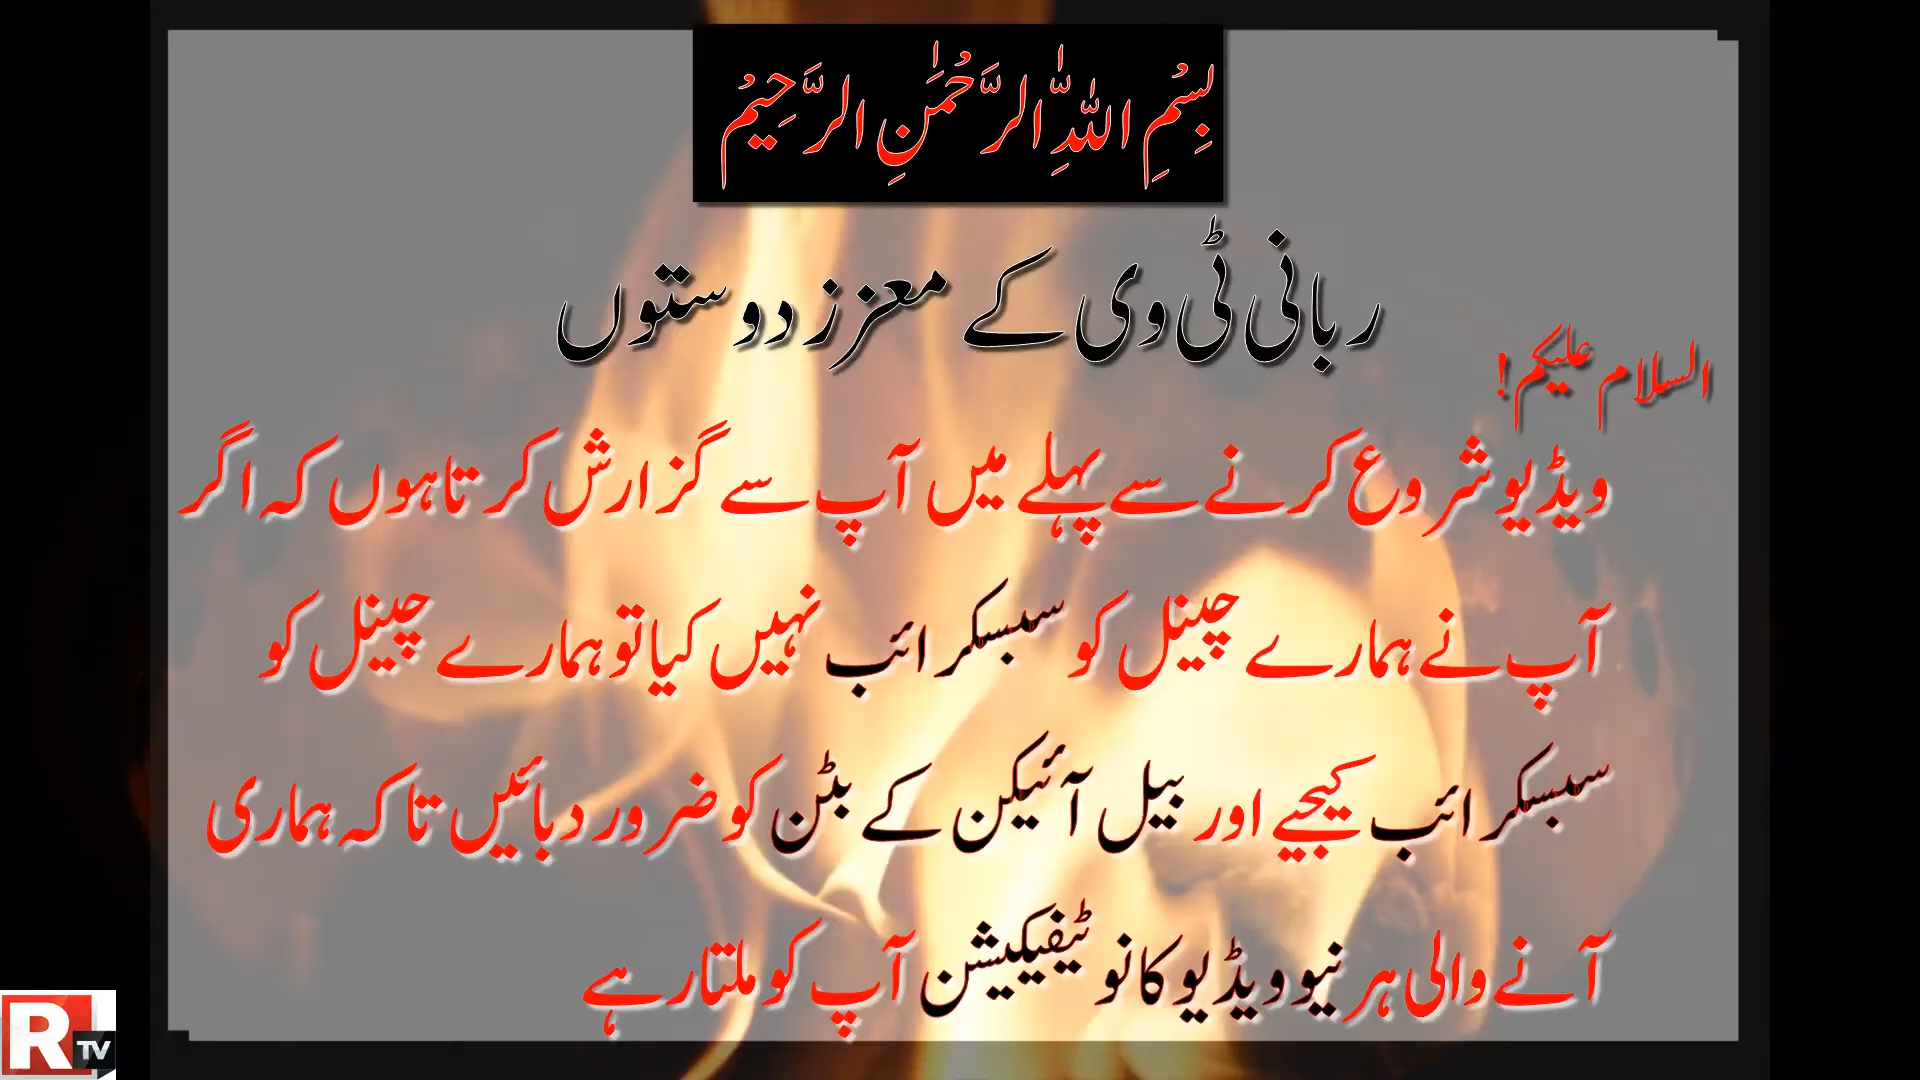 بِسْمِ اللہِ الرَّحْمٰنِ الرَّحِیْمْ
ربانی ٹی وی کے معزز دوستوں
السلام علیکم!
ویڈیو شروع کرنے سے پہلے میں آپ سے گزارش کرتا ہوں کہ اگر
آپ نے ہمارے چینل کو سبسکرائب نہیں کیا تو ہمارے چینل کو
سبسکرائب کیجیے اور بیل آئیکن کے بٹن کو ضرور دبائیں تاکہ ہماری
آنے والی ہر نیو ویڈیو کا نوٹیفیکیشن آپ کو ملتا رہے
R TV